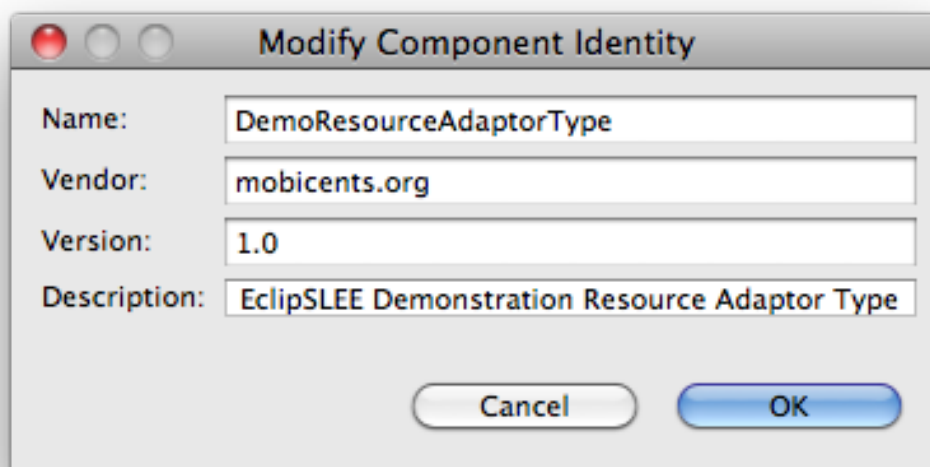 Modify Component Identity
Name: DemoResourceAdaptorType
Vendor: mobicents.org
Version: 1.0
Description: EclipSLEE Demonstration Resource Adaptor Type
Cancel OK